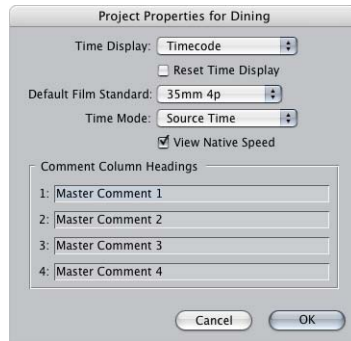 Project Properties for Dining
Time Display: Timecode
Reset Time Display
Default Film Standard: 35mm 4p
Time Mode: Source Time
View Native Speed
Comment Column Headings
1: Master Comment 1
2: Master Comment 2
3: Master Comment 3
4: Master Comment 4
Cancel OK